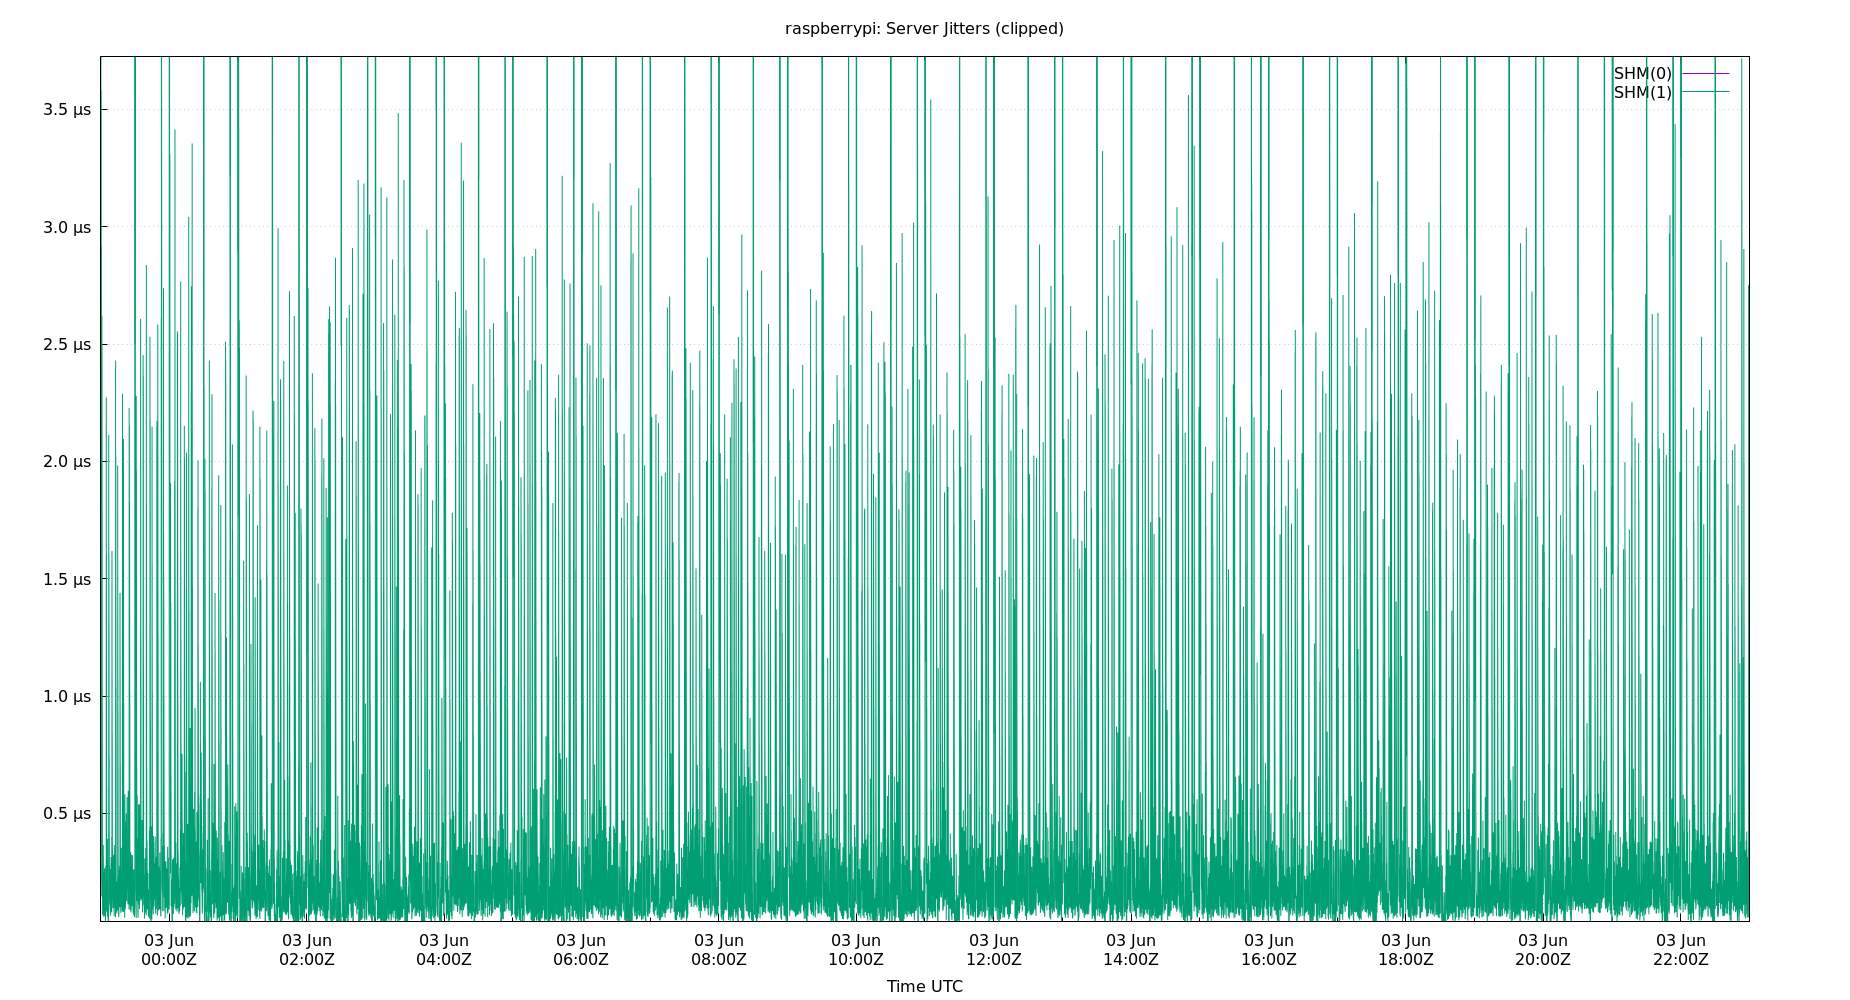 raspberrypi: Server Jitters (clipped)
SHM(0)
SHM(1)
3.5 µs
3.0 µs
2.5 µs
2.0 µs
1.5 µs
1.0 µs
0.5 µs
03 Jun 03 Jun 03 Jun 03 Jun 03 Jun 03 Jun 03 Jun 03 Jun 03 Jun 03 Jun 03 Jun 03 Jun
00:00Z 02:00Z 04:00Z 06:00Z 08:00Z 10:00Z 12:00Z 14:00Z 16:00Z 18:00Z 20:00Z 22:00Z
Time UTC